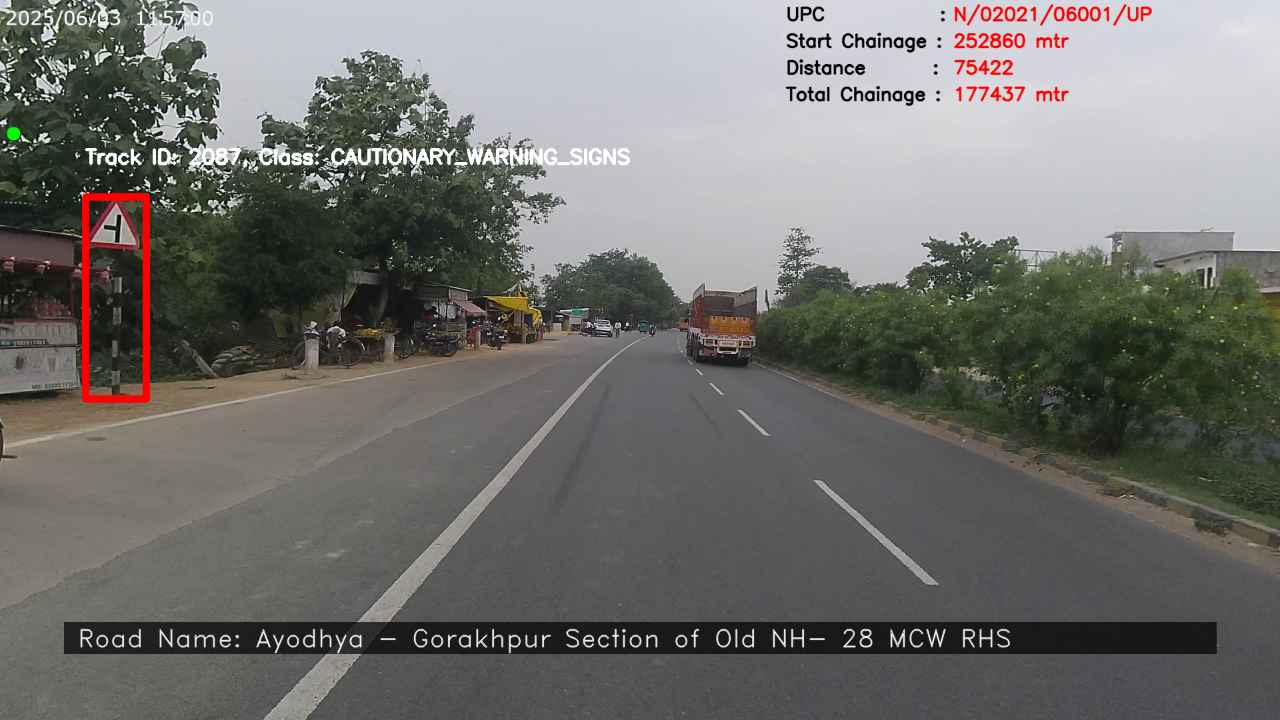 2025/06/03 11:57:00
UPC : N/02021/06001/UP
Start Chainage : 252860 mtr
Distance : 75422
Total Chainage : 177437 mtr
Track ID: 2087, Class: CAUTIONARY_WARNING_SIGNS
Road Name: Ayodhya - Gorakhpur Section of Old NH- 28 MCW RHS